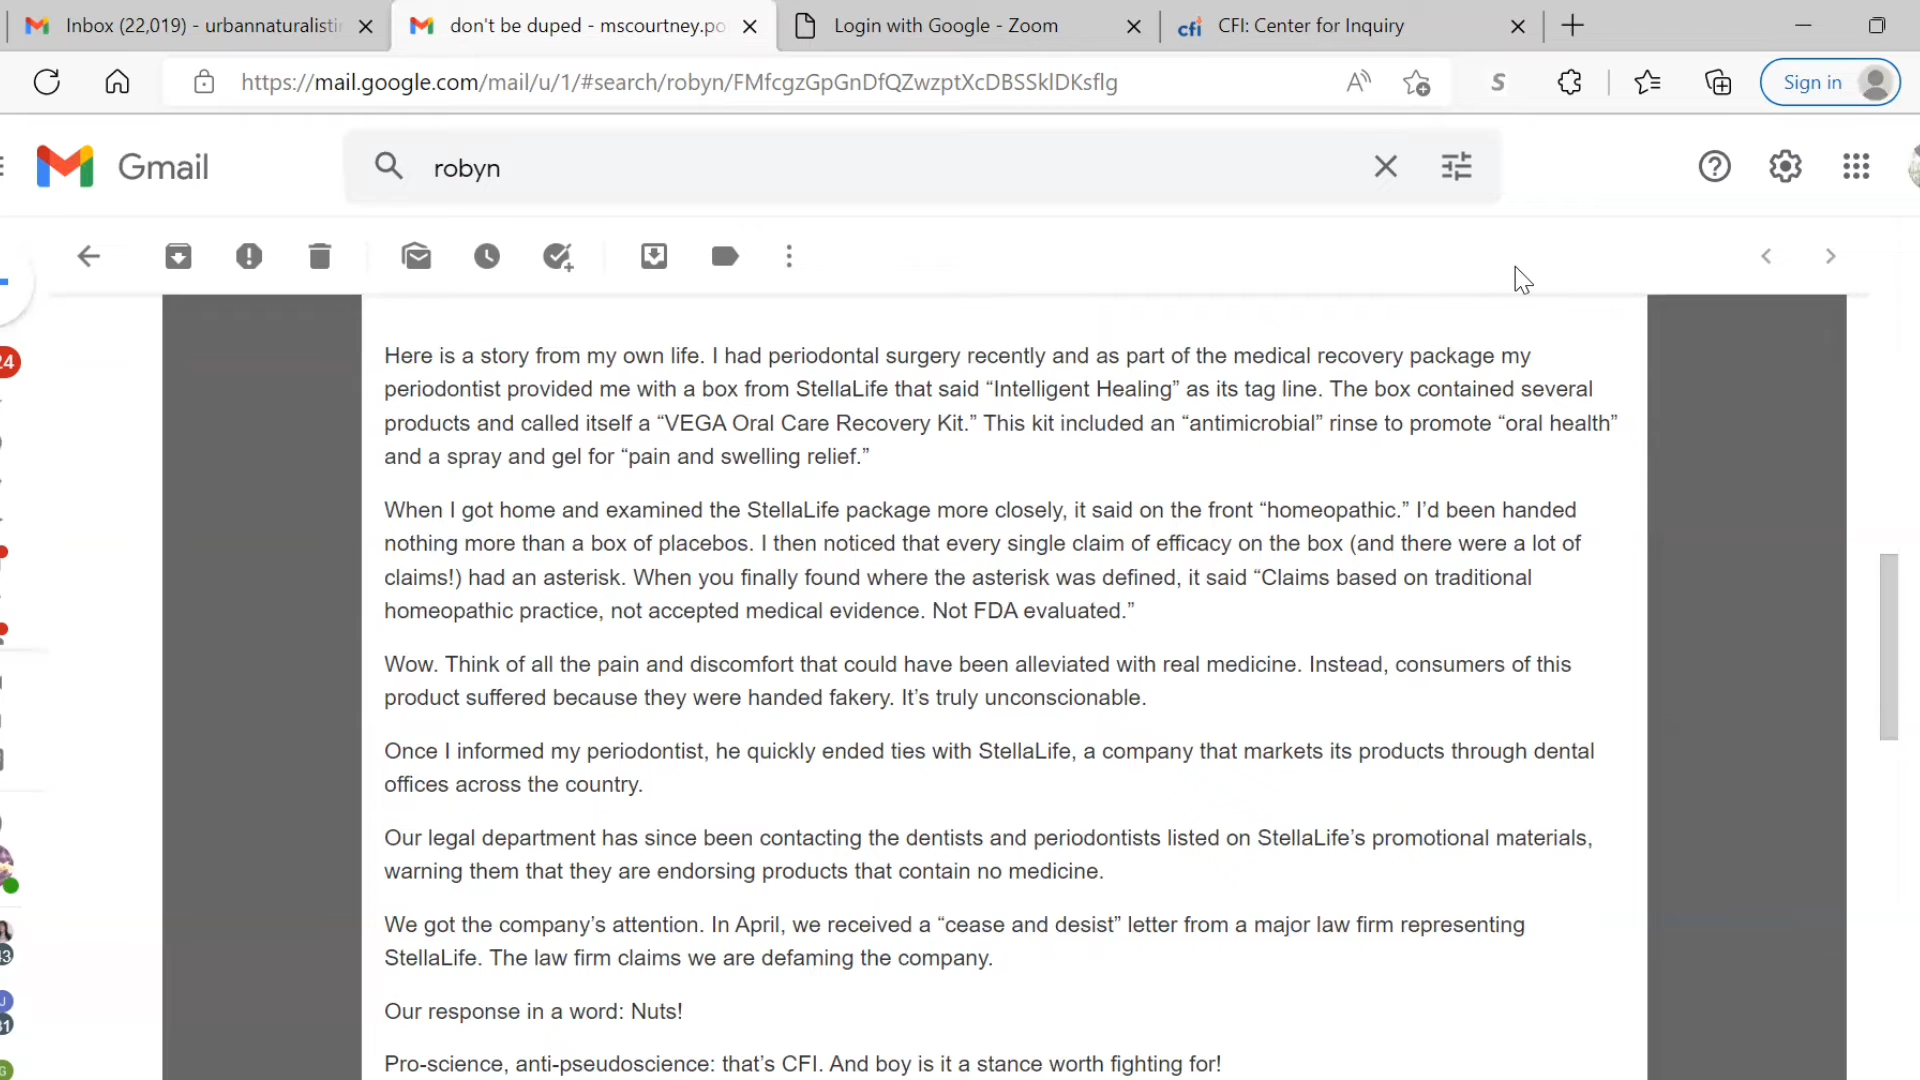 Inbox (22,019) - urbannaturalistin
don't be duped - mscourtney.po
Login with Google - Zoom
cfi CFI: Center for Inquiry
https://mail.google.com/mail/u/1/#search/robyn/FMfcgzGpGnDfQZwzptXcDBSSklDKsflg
Sign in
Gmail
robyn
24
Here is a story from my own life. I had periodontal surgery recently and as part of the medical recovery package my
periodontist provided me with a box from StellaLife that said “Intelligent Healing” as its tag line. The box contained several
products and called itself a “VEGA Oral Care Recovery Kit.” This kit included an “antimicrobial” rinse to promote “oral health”
and a spray and gel for “pain and swelling relief.”
When I got home and examined the StellaLife package more closely, it said on the front “homeopathic.” I’d been handed
nothing more than a box of placebos. I then noticed that every single claim of efficacy on the box (and there were a lot of
claims!) had an asterisk. When you finally found where the asterisk was defined, it said “Claims based on traditional
homeopathic practice, not accepted medical evidence. Not FDA evaluated.”
Wow. Think of all the pain and discomfort that could have been alleviated with real medicine. Instead, consumers of this
product suffered because they were handed fakery. It’s truly unconscionable.
Once I informed my periodontist, he quickly ended ties with StellaLife, a company that markets its products through dental
offices across the country.
Our legal department has since been contacting the dentists and periodontists listed on StellaLife’s promotional materials,
warning them that they are endorsing products that contain no medicine.
We got the company’s attention. In April, we received a “cease and desist” letter from a major law firm representing
StellaLife. The law firm claims we are defaming the company.
Our response in a word: Nuts!
Pro-science, anti-pseudoscience: that’s CFI. And boy is it a stance worth fighting for!